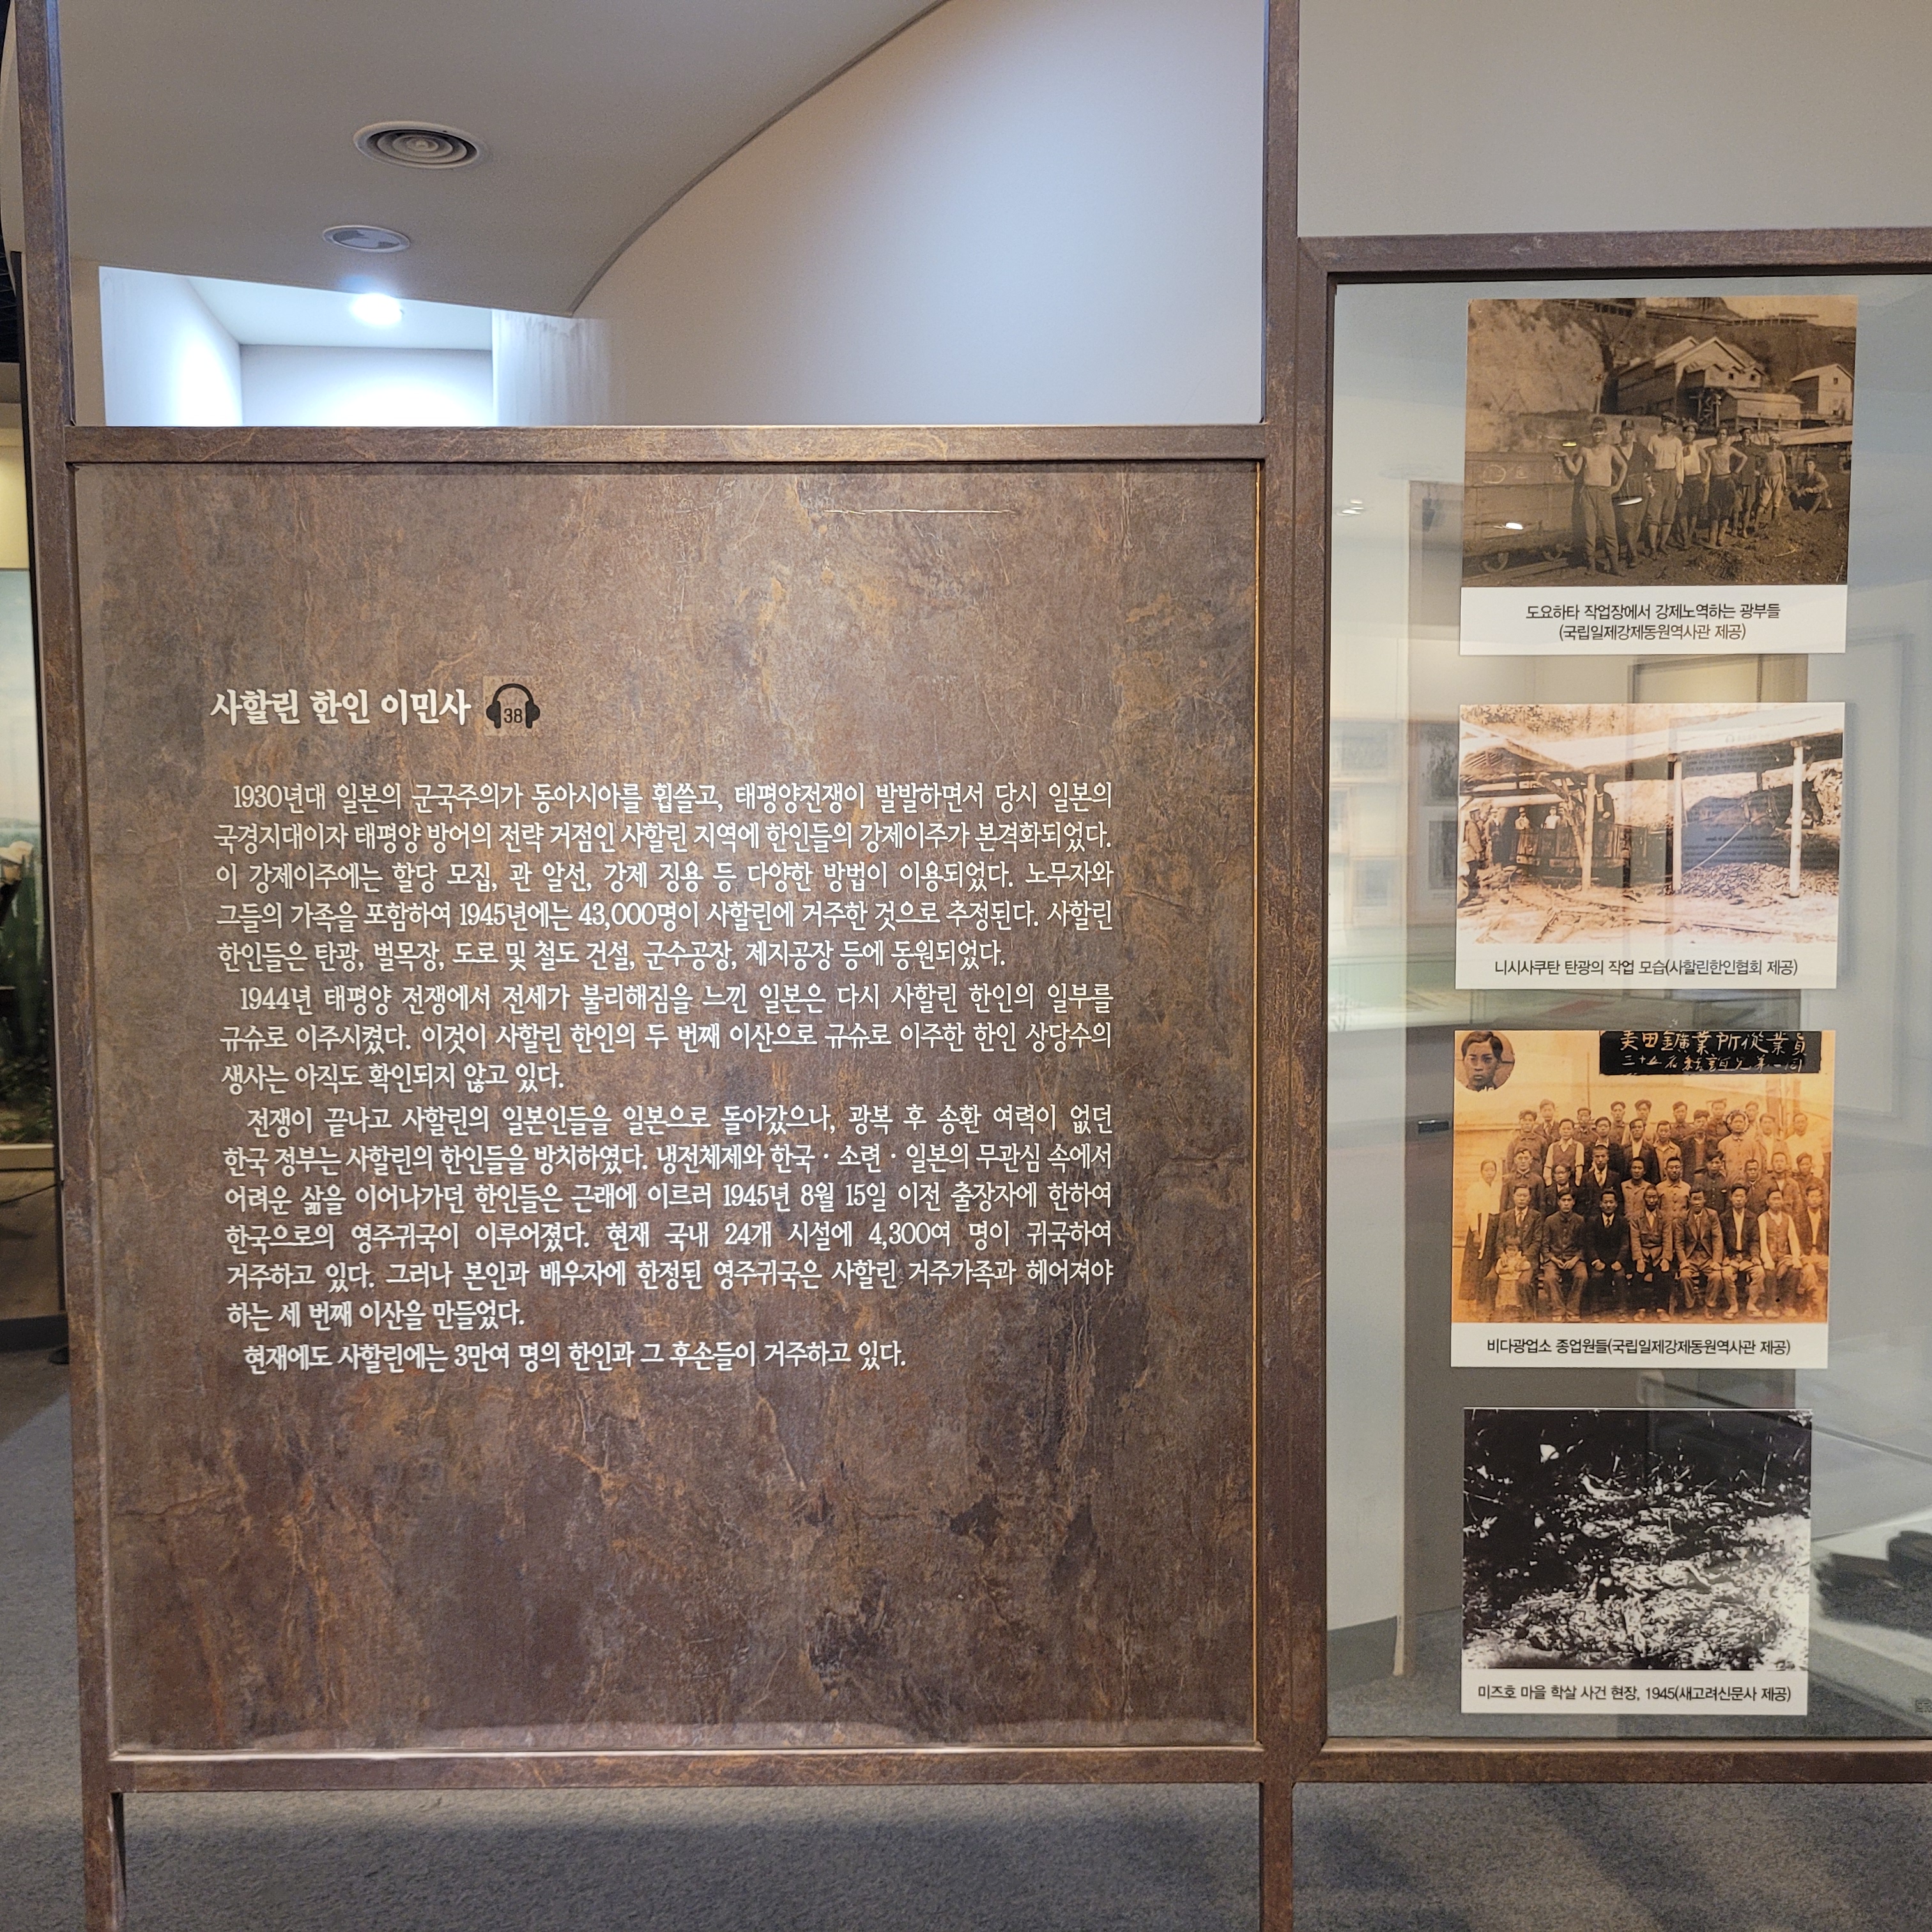 사할린 한인 이민사
38
1930년대 일본의 군국주의가 동아시아를 휩쓸고, 태평양전쟁이 발발하면서 당시 일본의
국경지대이자 태평양 방어의 전략 거점인 사할린 지역에 한인들의 강제이주가 본격화되었다.
이 강제이주에는 할당 모집, 관 알선, 강제 징용 등 다양한 방법이 이용되었다. 노무자와
그들의 가족을 포함하여 1945년에는 43,000명이 사할린에 거주한 것으로 추정된다. 사할린
한인들은 탄광, 벌목장, 도로 및 철도 건설, 군수공장, 제지공장 등에 동원되었다.
1944년 태평양 전쟁에서 전세가 불리해짐을 느낀 일본은 다시 사할린 한인의 일부를
규슈로 이주시켰다. 이것이 사할린 한인의 두 번째 이산으로 규슈로 이주한 한인 상당수의
생사는 아직도 확인되지 않고 있다.
전쟁이 끝나고 사할린의 일본인들을 일본으로 돌아갔으나, 광복 후 송환 여력이 없던
한국 정부는 사할린의 한인들을 방치하였다. 냉전체제와 한국·소련·일본의 무관심 속에서
어려운 삶을 이어나가던 한인들은 근래에 이르러 1945년 8월 15일 이전 출장자에 한하여
한국으로의 영주귀국이 이루어졌다. 현재 국내 24개 시설에 4,300여 명이 귀국하여
거주하고 있다. 그러나 본인과 배우자에 한정된 영주귀국은 사할린 거주가족과 헤어져야
하는 세 번째 이산을 만들었다.
현재에도 사할린에는 3만여 명의 한인과 그 후손들이 거주하고 있다.
도요하타 작업장에서 강제노역하는 광부들
(국립일제강제동원역사관 제공)
니시사쿠탄 탄광의 작업 모습(사할린한인협회 제공)
美田鑛業所從業員
비다광업소 종업원들(국립일제강제동원역사관 제공)
미즈호 마을 학살 사건 현장, 1945(새고려신문사 제공)